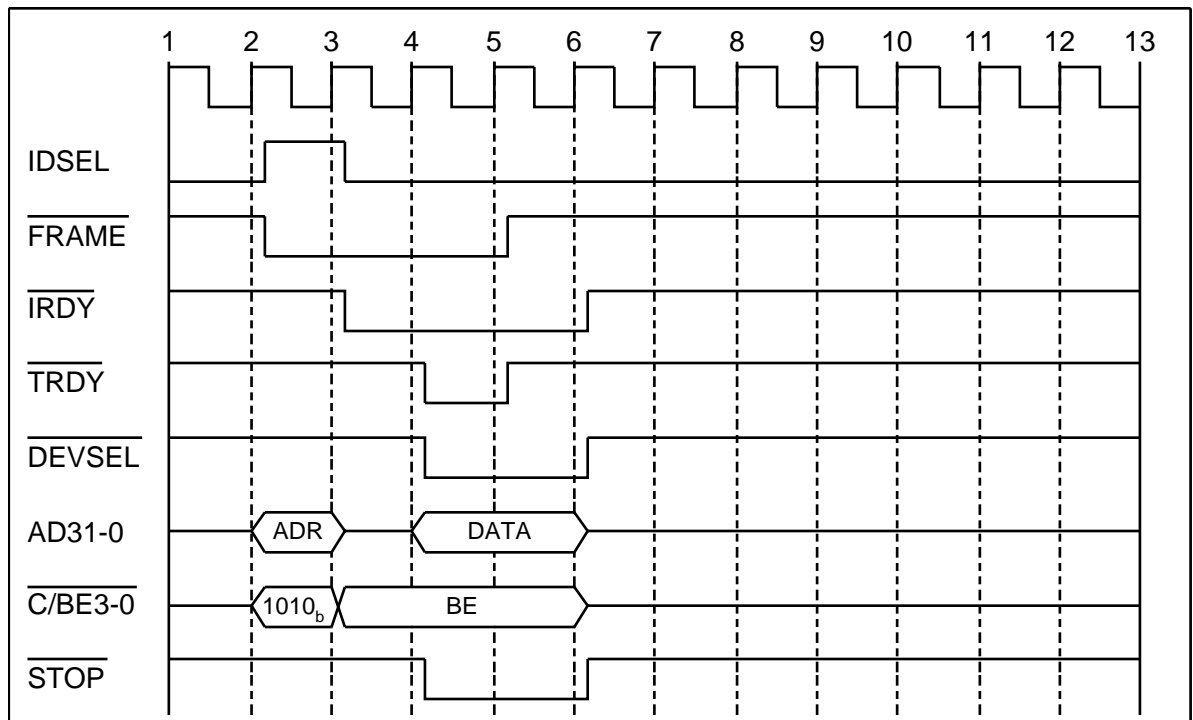 1 2 3 4 5 6 7 8 9 10 11 12 13
IDSEL
FRAME
IRDY
TRDY
DEVSEL
AD31-0 ADR DATA
C/BE3-0 1010b BE
STOP